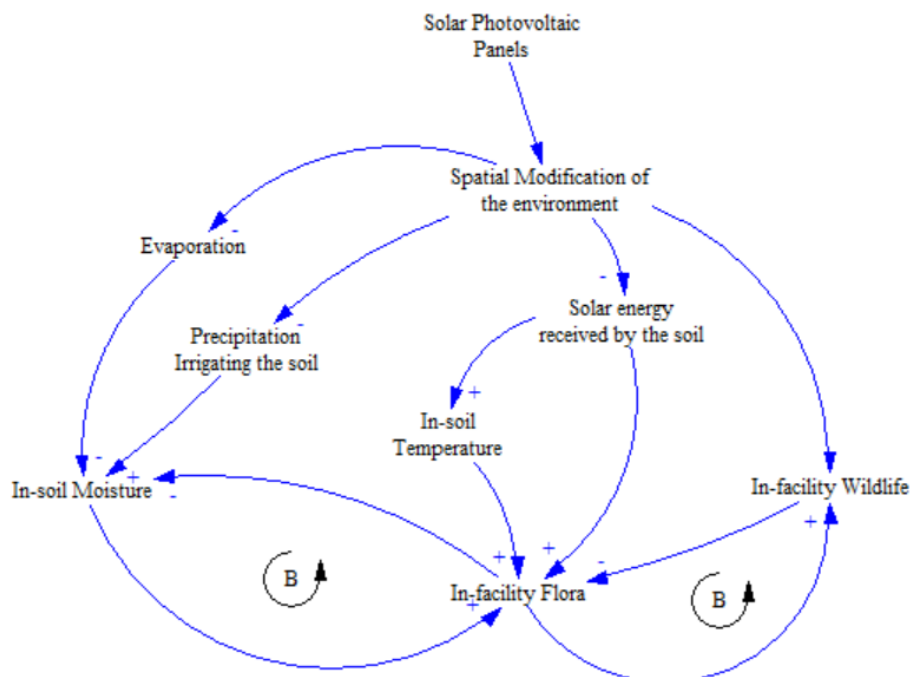 Solar Photovoltaic
Panels
Spatial Modification of
the environment
-
Evaporation
-
Solar energy
received by the soil
-
Precipitation
Irrigating the soil
+
In-soil
Temperature
-
+
-
In-soil Moisture
In-facility Wildlife
+
+
+
-
B
In-facility Flora
+
B